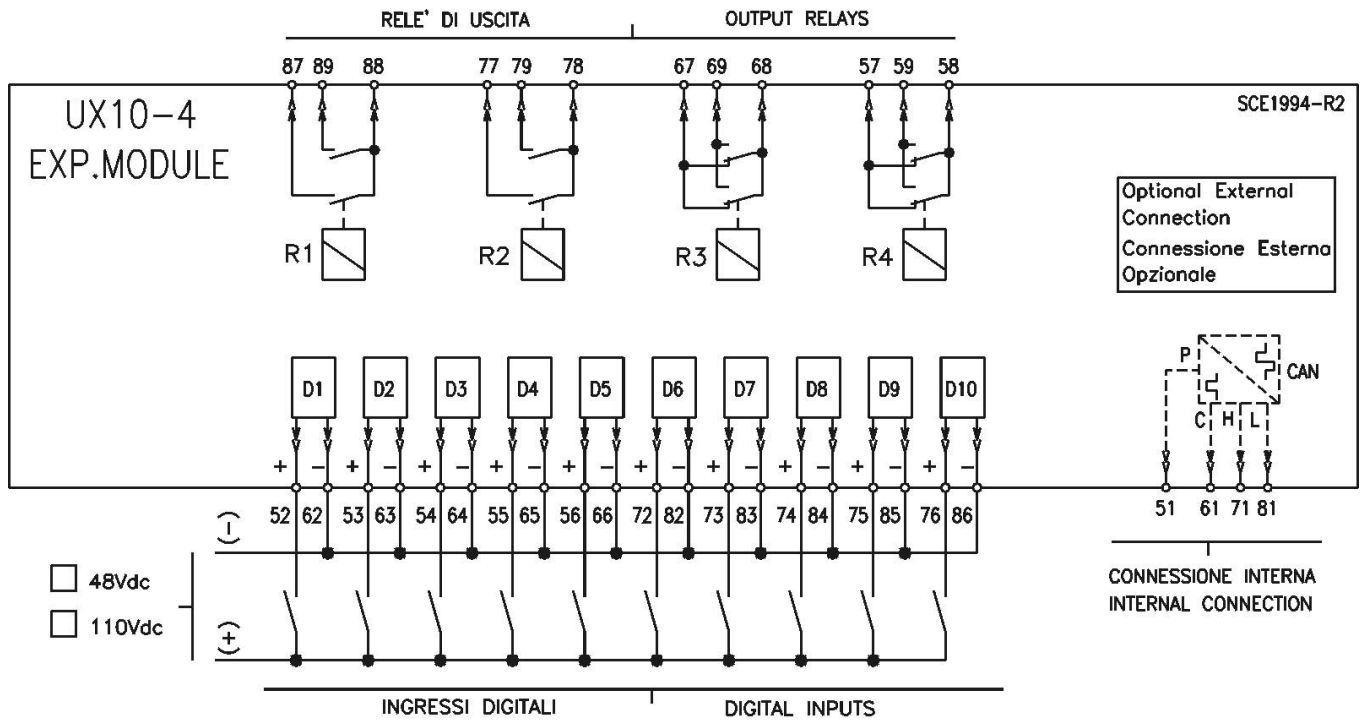 RELE' DI USCITA OUTPUT RELAYS
87 89 88 77 79 78 67 69 68 57 59 58
UX10-4
EXP.MODULE
SCE1994-R2
Optional External
Connection
Connessione Esterna
Opzionale
R1 R2 R3 R4
D1 D2 D3 D4 D5 D6 D7 D8 D9 D10
P CAN
C H L
+ − + − + − + − + − + − + − + − + − + −
52 62 53 63 54 64 55 65 56 66 72 82 73 83 74 84 75 85 76 86
51 61 71 81
(−)
48Vdc
110Vdc
(+)
CONNESSIONE INTERNA
INTERNAL CONNECTION
INGRESSI DIGITALI DIGITAL INPUTS